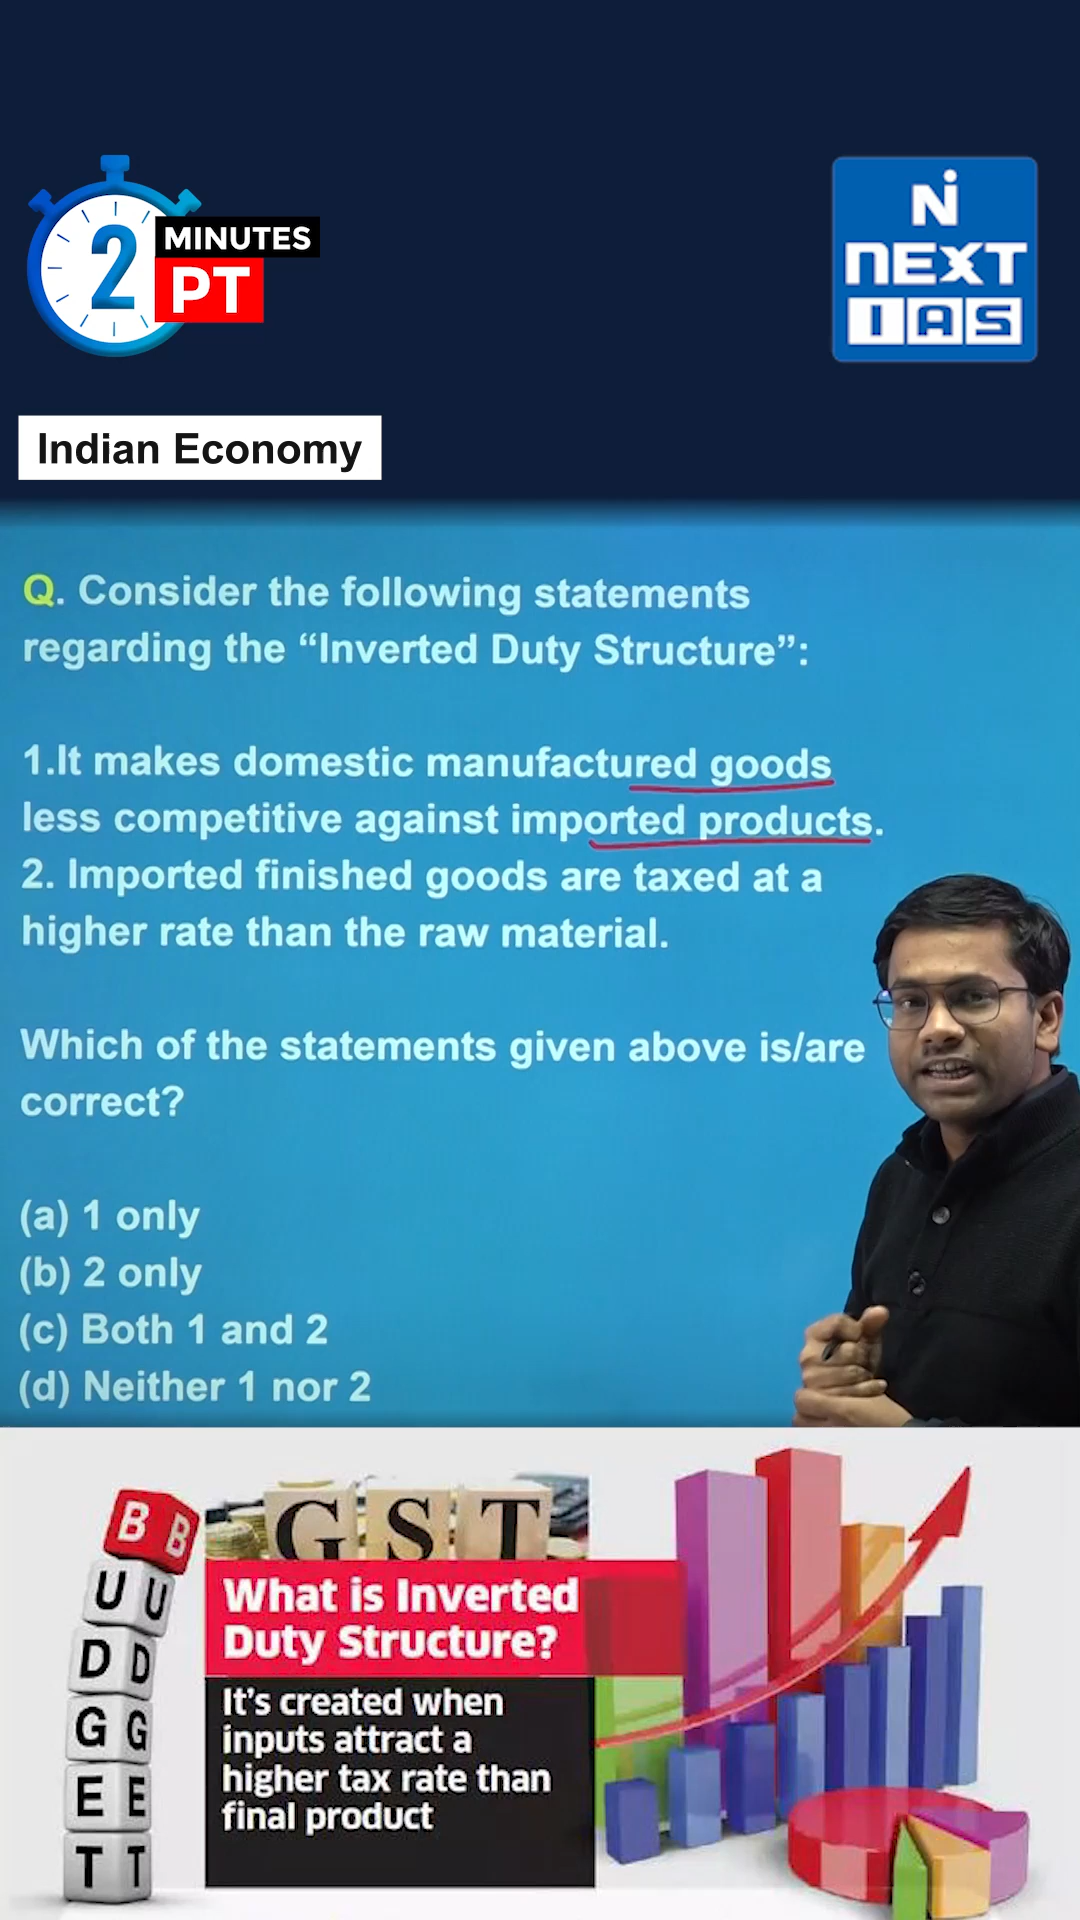 2
MINUTES
PT
Ni
NEXT
IAS
Indian Economy
Q. Consider the following statements
regarding the “Inverted Duty Structure”:
1.It makes domestic manufactured goods
less competitive against imported products.
2. Imported finished goods are taxed at a
higher rate than the raw material.
Which of the statements given above is/are
correct?
(a) 1 only
(b) 2 only
(c) Both 1 and 2
(d) Neither 1 nor 2
B B
U U
D D
G G
E E
T T
GST
What is Inverted
Duty Structure?
It’s created when
inputs attract a
higher tax rate than
final product